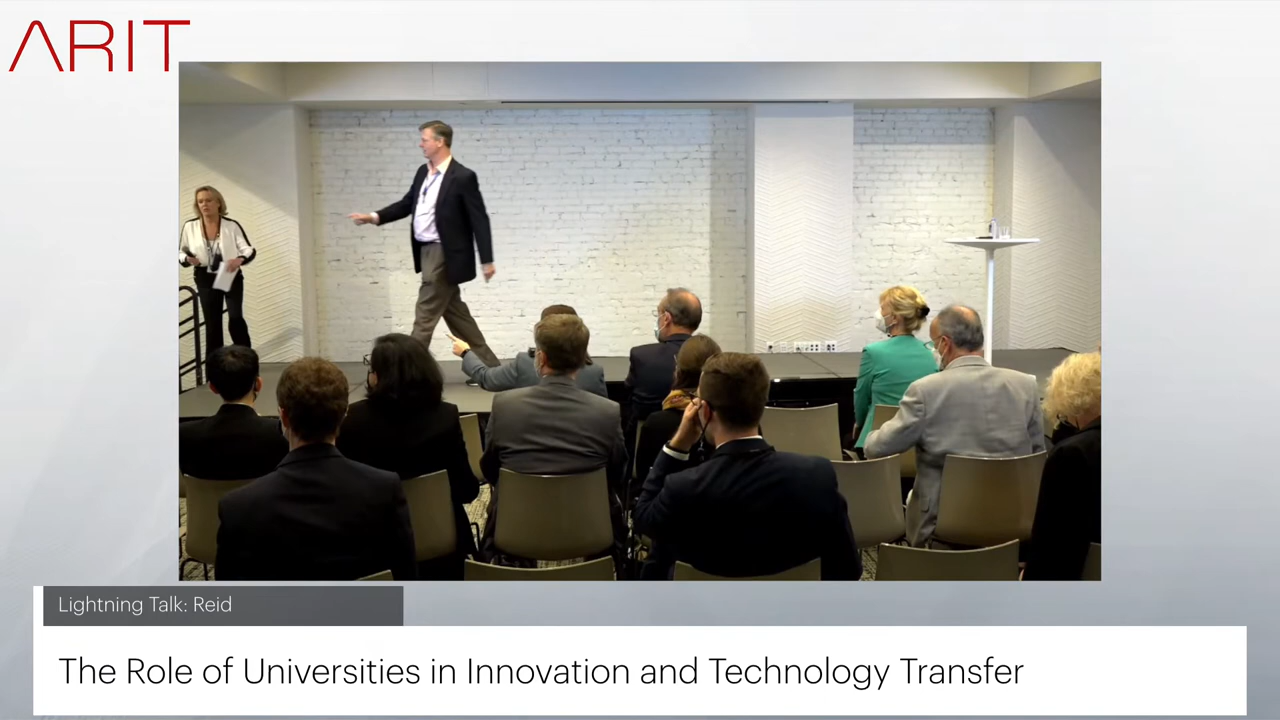 ARIT
Lightning Talk: Reid
The Role of Universities in Innovation and Technology Transfer